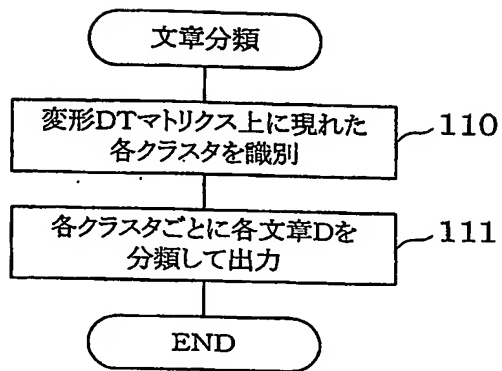 文章分類
変形DTマトリクス上に現れた
各クラスタを識別
110
各クラスタごとに各文章Dを
分類して出力
111
END